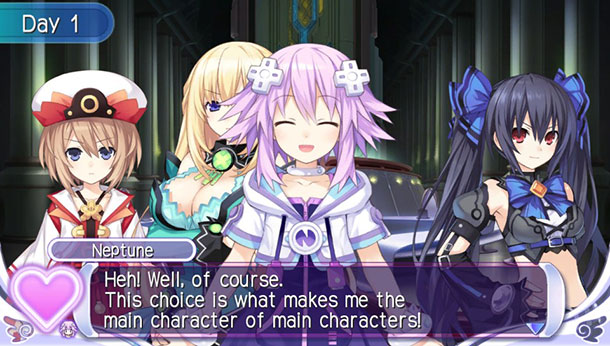 Day 1
Neptune
Heh! Well, of course.
This choice is what makes me the
main character of main characters!